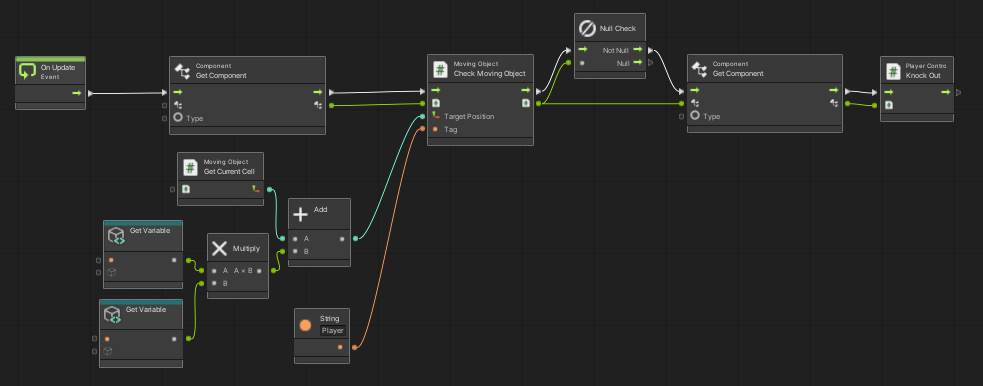 On Update
Event
Component
Get Component
Type
Moving Object
Check Moving Object
Target Position
Tag
Null Check
Not Null
Null
Component
Get Component
Type
Player Contro
Knock Out
Moving Object
Get Current Cell
Add
A
B
Get Variable
Multiply
A A × B
B
Get Variable
String
Player